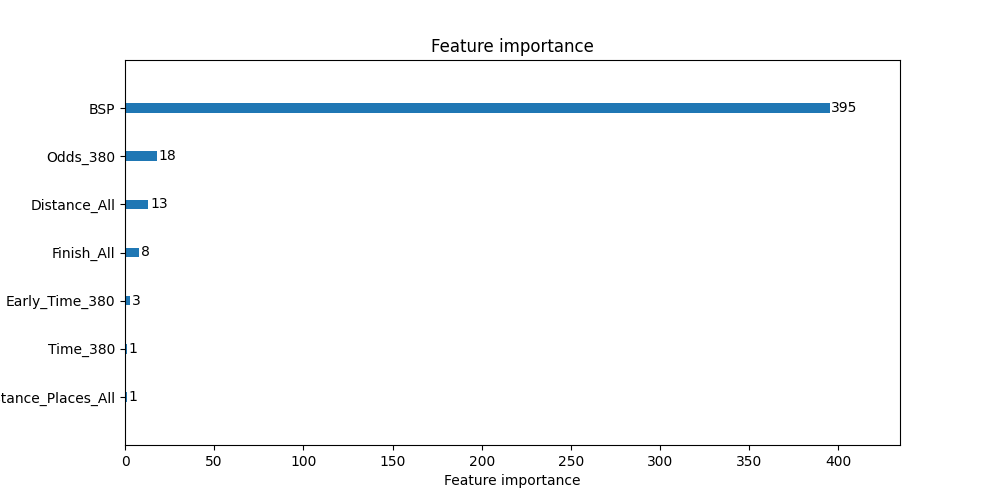 Feature importance
BSP 395
Odds_380 18
Distance_All 13
Finish_All 8
Early_Time_380 3
Time_380 1
tance_Places_All 1
0 50 100 150 200 250 300 350 400
Feature importance